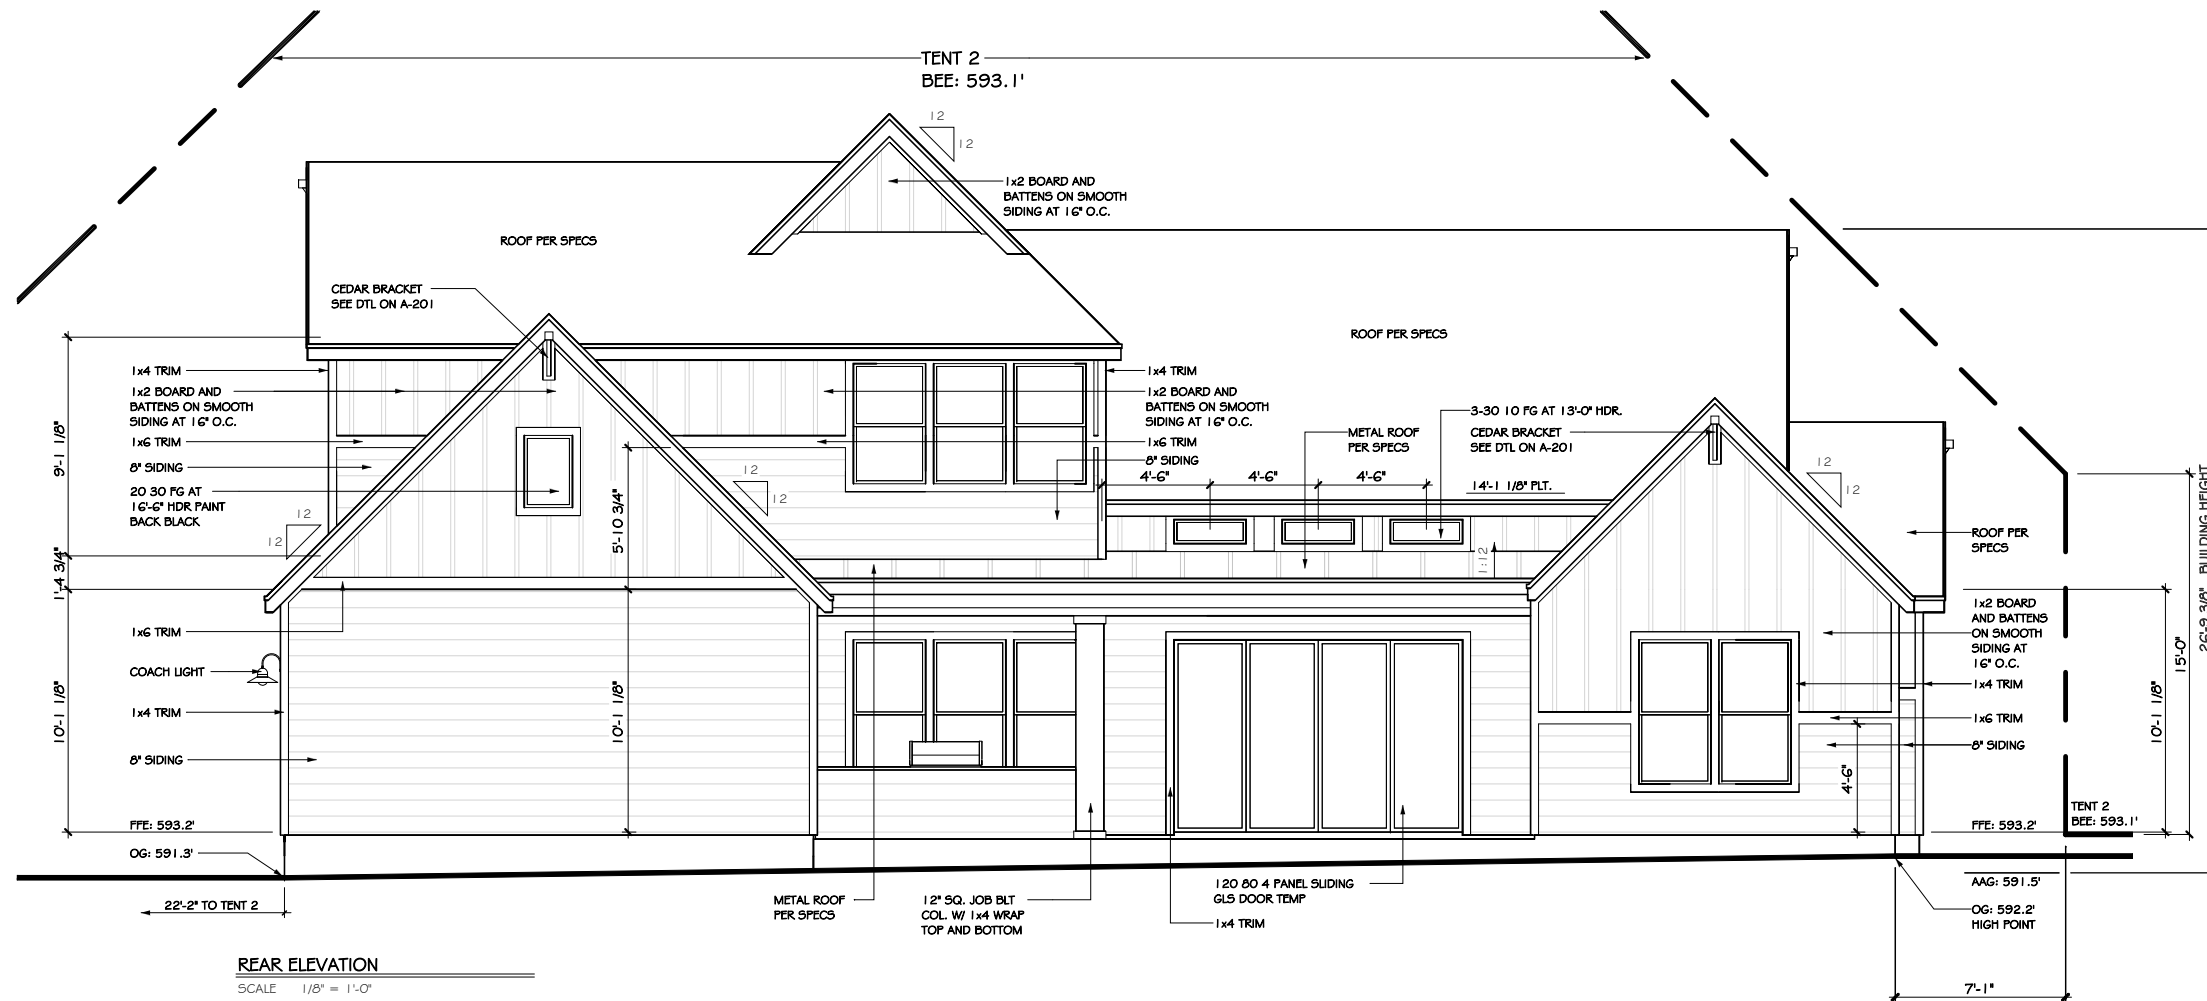 TENT 2
BEE: 593.1'
12
12
1x2 BOARD AND
BATTENS ON SMOOTH
SIDING AT 16" O.C.
ROOF PER SPECS
CEDAR BRACKET
SEE DTL ON A-201
ROOF PER SPECS
1x4 TRIM
1x2 BOARD AND
BATTENS ON SMOOTH
SIDING AT 16" O.C.
1x6 TRIM
8" SIDING
20 30 FG AT
16'-6" HDR PAINT
BACK BLACK
12
12
9'-1 1/8"
1'-4 3/4"
10'-1 1/8"
1x6 TRIM
COACH LIGHT
1x4 TRIM
8" SIDING
FFE: 593.2'
OG: 591.3'
22'-2" TO TENT 2
5'-10 3/4"
10'-1 1/8"
12
12
1x4 TRIM
1x2 BOARD AND
BATTENS ON SMOOTH
SIDING AT 16" O.C.
1x6 TRIM
8" SIDING
4'-6"
4'-6"
4'-6"
METAL ROOF
PER SPECS
3-30 10 FG AT 13'-0" HDR.
CEDAR BRACKET
SEE DTL ON A-201
14'-1 1/8" PLT.
1:12
12
12
ROOF PER
SPECS
1x2 BOARD
AND BATTENS
ON SMOOTH
SIDING AT
16" O.C.
1x4 TRIM
1x6 TRIM
8" SIDING
4'-6"
10'-1 1/8"
15'-0"
26'-9 3/8" BUILDING HEIGHT
TENT 2
BEE: 593.1'
FFE: 593.2'
AAG: 591.5'
OG: 592.2'
HIGH POINT
7'-1"
METAL ROOF
PER SPECS
12" SQ. JOB BLT
COL. W/ 1x4 WRAP
TOP AND BOTTOM
120 80 4 PANEL SLIDING
GLS DOOR TEMP
1x4 TRIM
REAR ELEVATION
SCALE 1/8" = 1'-0"